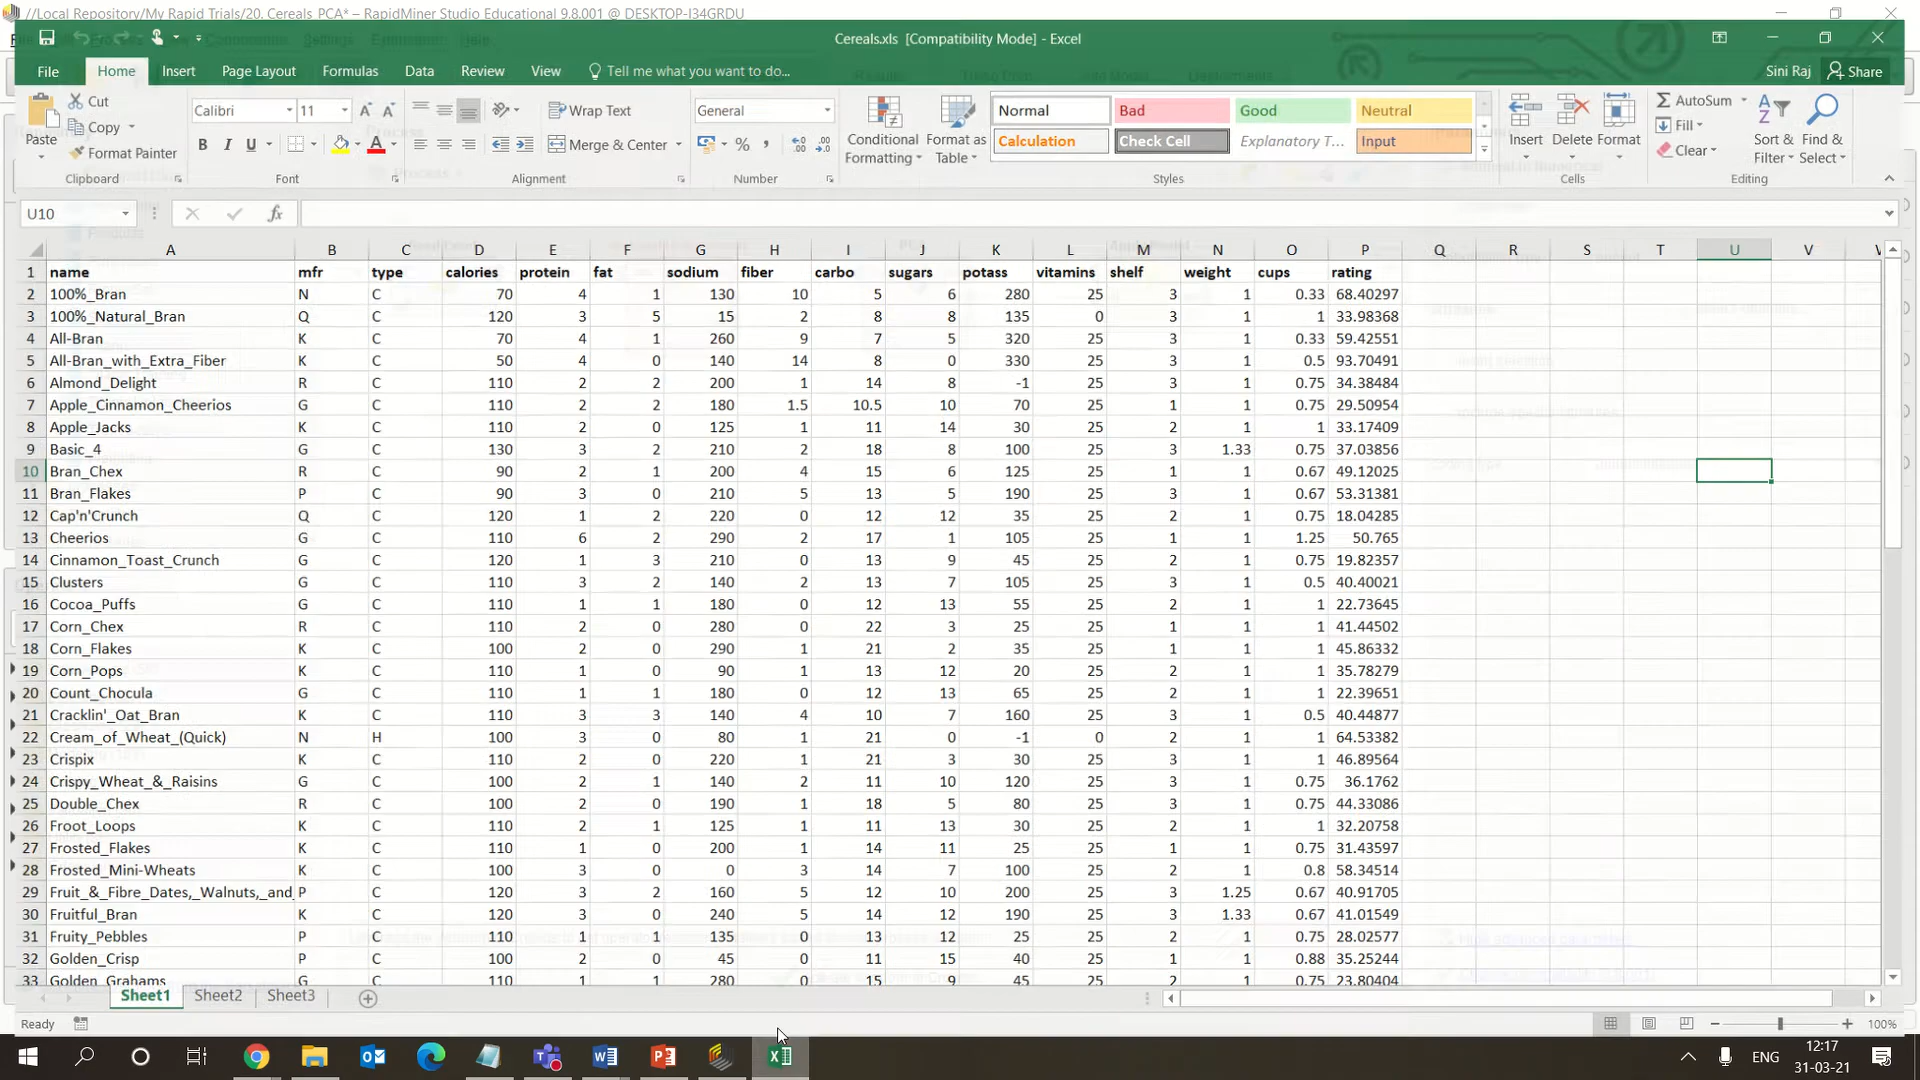 //Local Repository/My Rapid Trials/20. Cereals_PCA* – RapidMiner Studio Educational 9.8.001 @ DESKTOP-I34GRDU
Cereals.xls [Compatibility Mode] - Excel
File Home Insert Page Layout Formulas Data Review View Tell me what you want to do... Sini Raj Share
Paste Cut Copy Format Painter Clipboard
Calibri 11 B I U Font
Wrap Text Merge & Center Alignment
General % , Number
Conditional Formatting Format as Table
Normal Bad Good Neutral
Calculation Check Cell Explanatory T... Input
Styles
Insert Delete Format Cells
AutoSum Fill Clear Sort & Filter Find & Select Editing
U10 fx
A B C D E F G H I J K L M N O P Q R S T U V
1 name mfr type calories protein fat sodium fiber carbo sugars potass vitamins shelf weight cups rating
2 100%_Bran N C 70 4 1 130 10 5 6 280 25 3 1 0.33 68.40297
3 100%_Natural_Bran Q C 120 3 5 15 2 8 8 135 0 3 1 1 33.98368
4 All-Bran K C 70 4 1 260 9 7 5 320 25 3 1 0.33 59.42551
5 All-Bran_with_Extra_Fiber K C 50 4 0 140 14 8 0 330 25 3 1 0.5 93.70491
6 Almond_Delight R C 110 2 2 200 1 14 8 -1 25 3 1 0.75 34.38484
7 Apple_Cinnamon_Cheerios G C 110 2 2 180 1.5 10.5 10 70 25 1 1 0.75 29.50954
8 Apple_Jacks K C 110 2 0 125 1 11 14 30 25 2 1 1 33.17409
9 Basic_4 G C 130 3 2 210 2 18 8 100 25 3 1.33 0.75 37.03856
10 Bran_Chex R C 90 2 1 200 4 15 6 125 25 1 1 0.67 49.12025
11 Bran_Flakes P C 90 3 0 210 5 13 5 190 25 3 1 0.67 53.31381
12 Cap'n'Crunch Q C 120 1 2 220 0 12 12 35 25 2 1 0.75 18.04285
13 Cheerios G C 110 6 2 290 2 17 1 105 25 1 1 1.25 50.765
14 Cinnamon_Toast_Crunch G C 120 1 3 210 0 13 9 45 25 2 1 0.75 19.82357
15 Clusters G C 110 3 2 140 2 13 7 105 25 3 1 0.5 40.40021
16 Cocoa_Puffs G C 110 1 1 180 0 12 13 55 25 2 1 1 22.73645
17 Corn_Chex R C 110 2 0 280 0 22 3 25 25 1 1 1 41.44502
18 Corn_Flakes K C 100 2 0 290 1 21 2 35 25 1 1 1 45.86332
19 Corn_Pops K C 110 1 0 90 1 13 12 20 25 2 1 1 35.78279
20 Count_Chocula G C 110 1 1 180 0 12 13 65 25 2 1 1 22.39651
21 Cracklin'_Oat_Bran K C 110 3 3 140 4 10 7 160 25 3 1 0.5 40.44877
22 Cream_of_Wheat_(Quick) N H 100 3 0 80 1 21 0 -1 0 2 1 1 64.53382
23 Crispix K C 110 2 0 220 1 21 3 30 25 3 1 1 46.89564
24 Crispy_Wheat_&_Raisins G C 100 2 1 140 2 11 10 120 25 3 1 0.75 36.1762
25 Double_Chex R C 100 2 0 190 1 18 5 80 25 3 1 0.75 44.33086
26 Froot_Loops K C 110 2 1 125 1 11 13 30 25 2 1 1 32.20758
27 Frosted_Flakes K C 110 1 0 200 1 14 11 25 25 1 1 0.75 31.43597
28 Frosted_Mini-Wheats K C 100 3 0 0 3 14 7 100 25 2 1 0.8 58.34514
29 Fruit_&_Fibre_Dates,_Walnuts,_and_ P C 120 3 2 160 5 12 10 200 25 3 1.25 0.67 40.91705
30 Fruitful_Bran K C 120 3 0 240 5 14 12 190 25 3 1.33 0.67 41.01549
31 Fruity_Pebbles P C 110 1 1 135 0 13 12 25 25 2 1 0.75 28.02577
32 Golden_Crisp P C 100 2 0 45 0 11 15 40 25 1 1 0.88 35.25244
33 Golden_Grahams G C 110 1 1 280 0 15 9 45 25 2 1 0.75 23.80404
Sheet1 Sheet2 Sheet3
Ready 100%
ENG 12:17
31-03-21